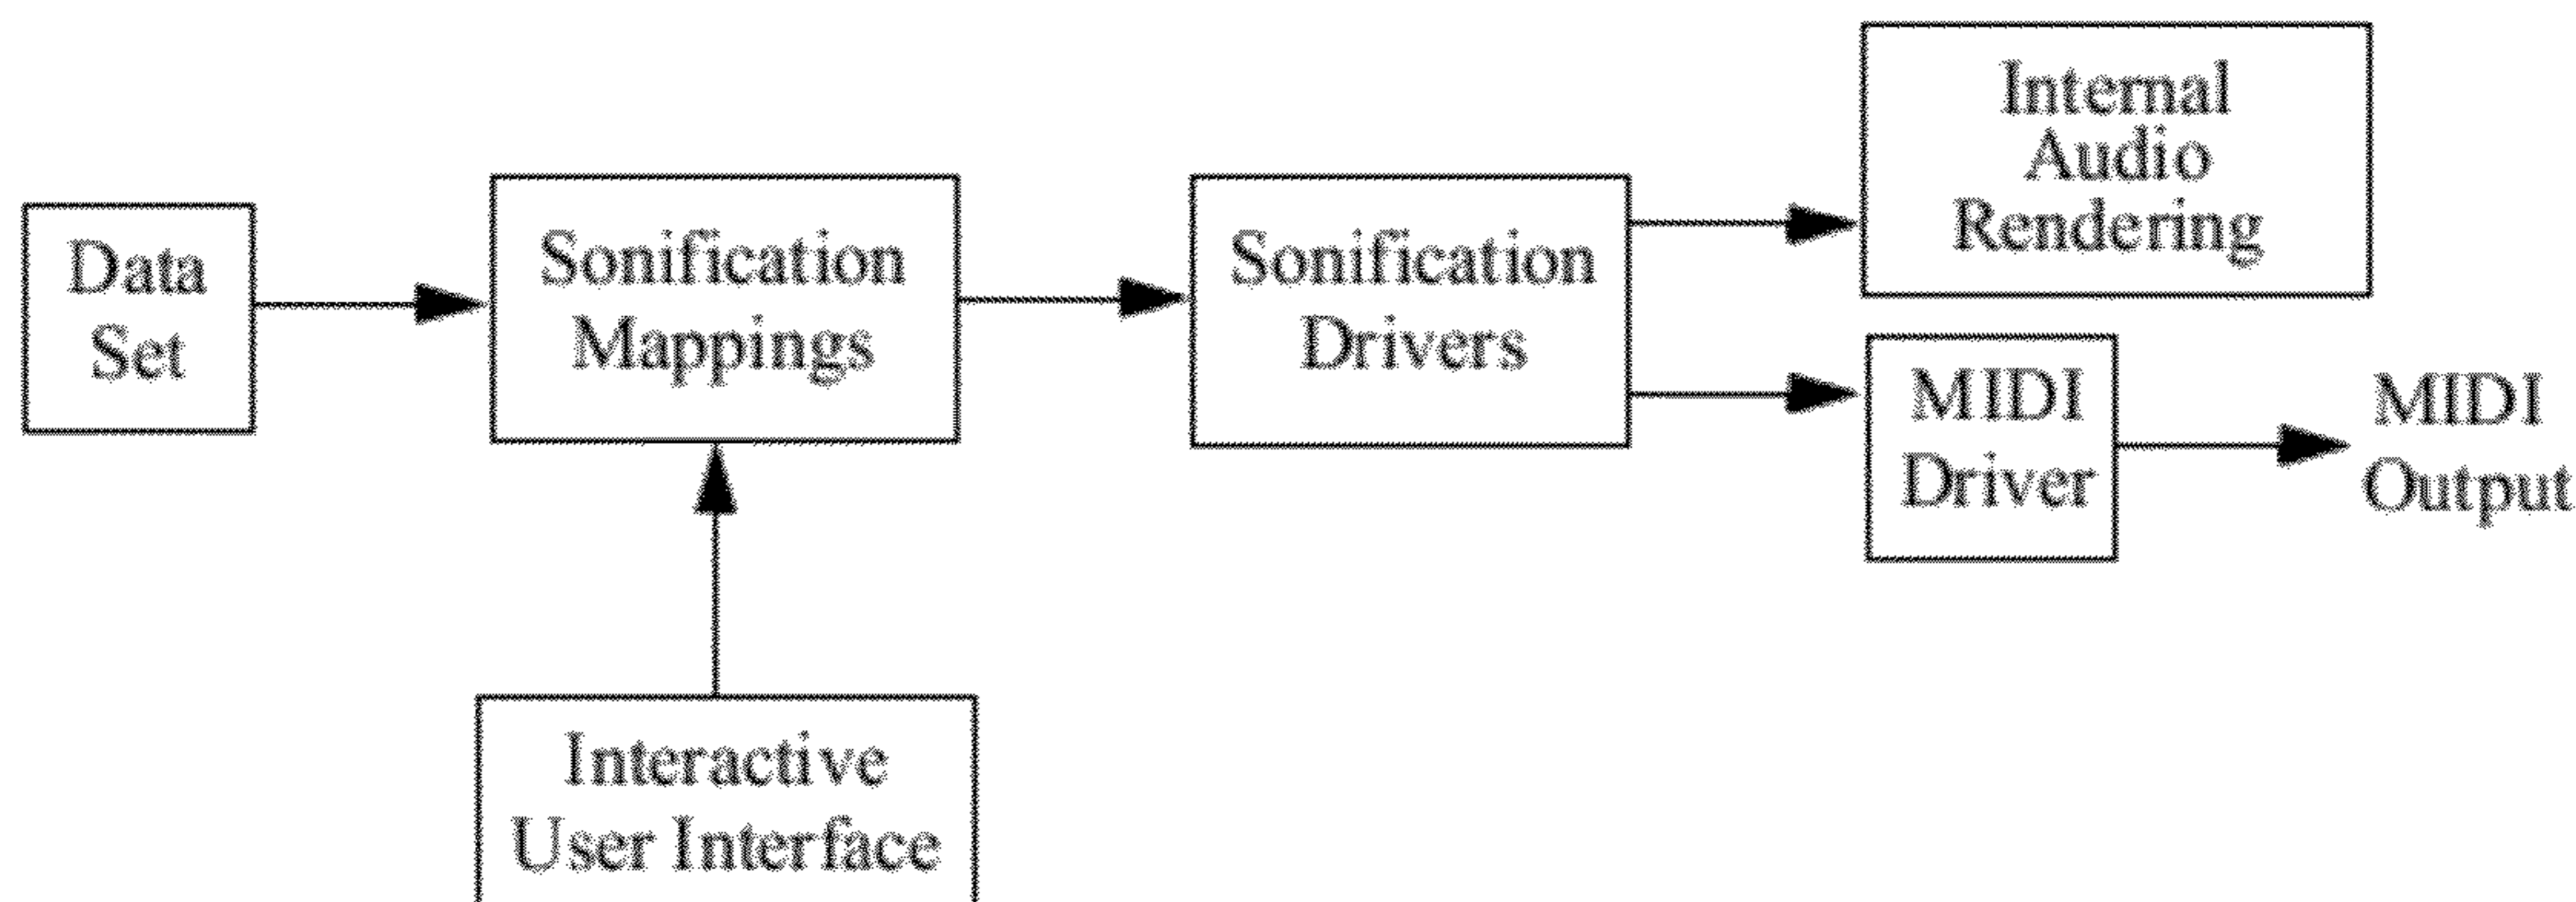 Data
Set
Sonification
Mappings
Sonification
Drivers
Internal
Audio
Rendering
MIDI
Driver
MIDI
Output
Interactive
User Interface